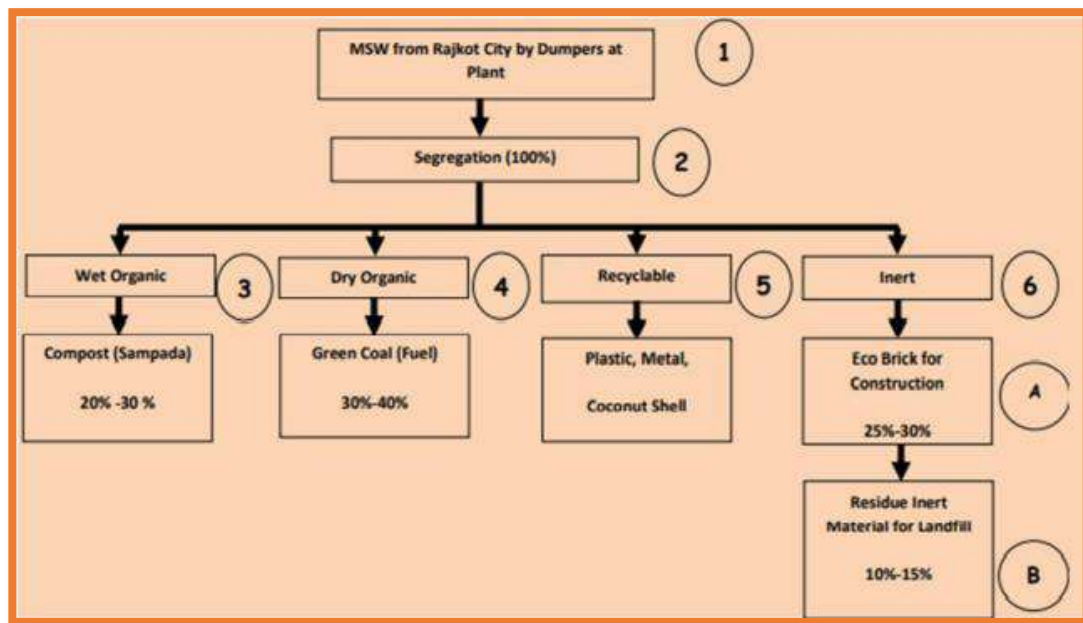 MSW from Rajkot City by Dumpers at
Plant
1
Segregation (100%)
2
Wet Organic
3
Dry Organic
4
Recyclable
5
Inert
6
Compost (Sampada)
20% -30 %
Green Coal (Fuel)
30%-40%
Plastic, Metal,
Coconut Shell
Eco Brick for
Construction
25%-30%
A
Residue Inert
Material for Landfill
10%-15%
B